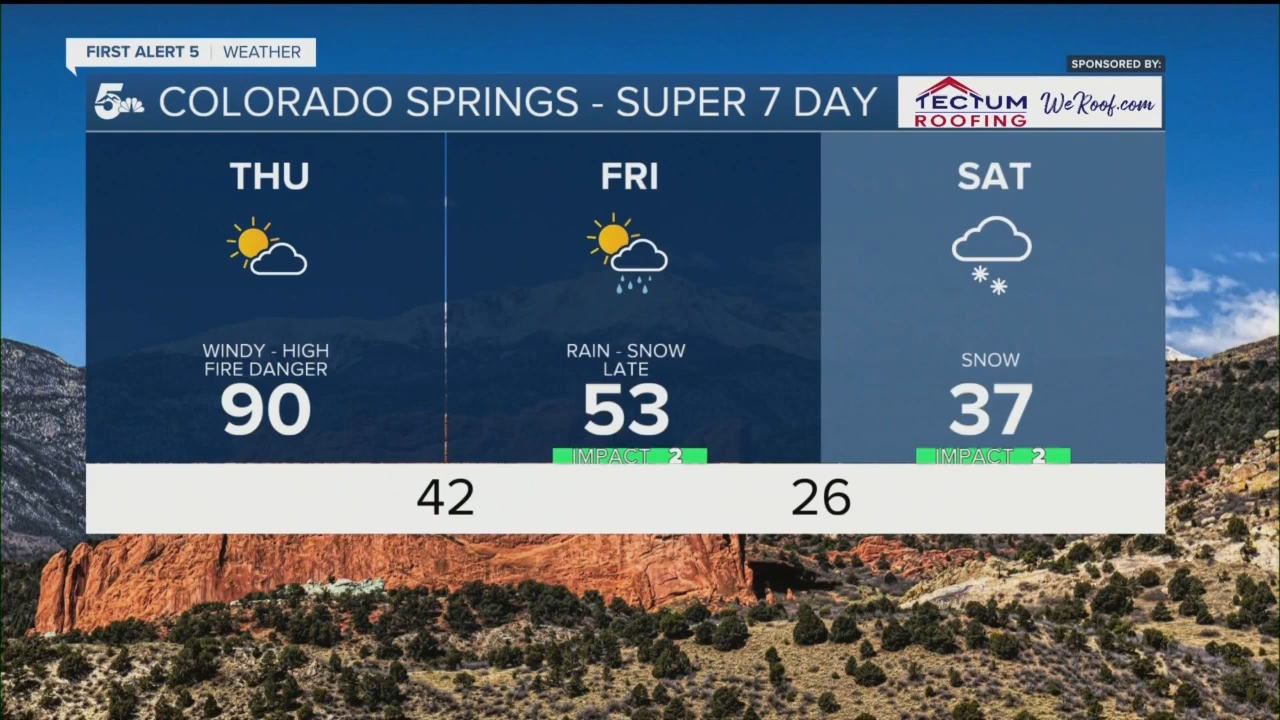 FIRST ALERT 5 | WEATHER
SPONSORED BY:
5 COLORADO SPRINGS - SUPER 7 DAY
TECTUM
ROOFING
WeRoof.com
THU
FRI
SAT
WINDY - HIGH
FIRE DANGER
90
RAIN - SNOW
LATE
53
IMPACT 2
SNOW
37
IMPACT 2
42
26